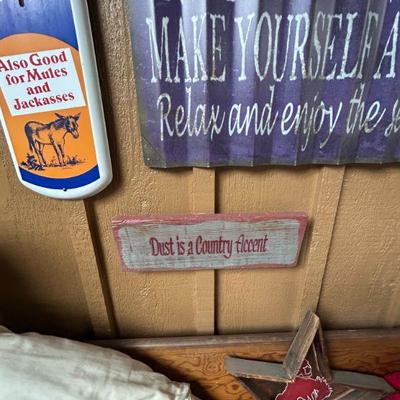 Also Good
for Mules
and
Jackasses
MAKE YOURSELF A
Relax and enjoy the
Dust is a Country Accent